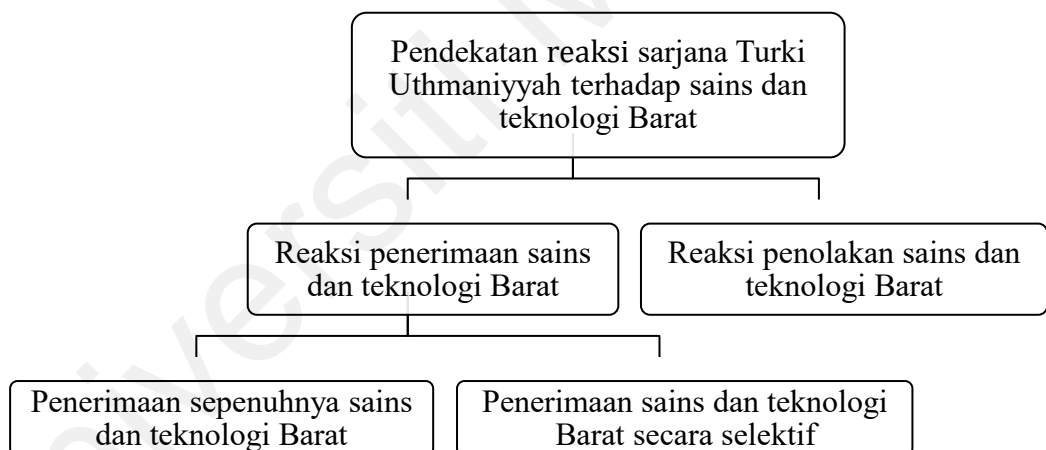 Pendekatan reaksi sarjana Turki
Uthmaniyyah terhadap sains dan
teknologi Barat
Reaksi penerimaan sains
dan teknologi Barat
Reaksi penolakan sains dan
teknologi Barat
Penerimaan sepenuhnya sains
dan teknologi Barat
Penerimaan sains dan teknologi
Barat secara selektif